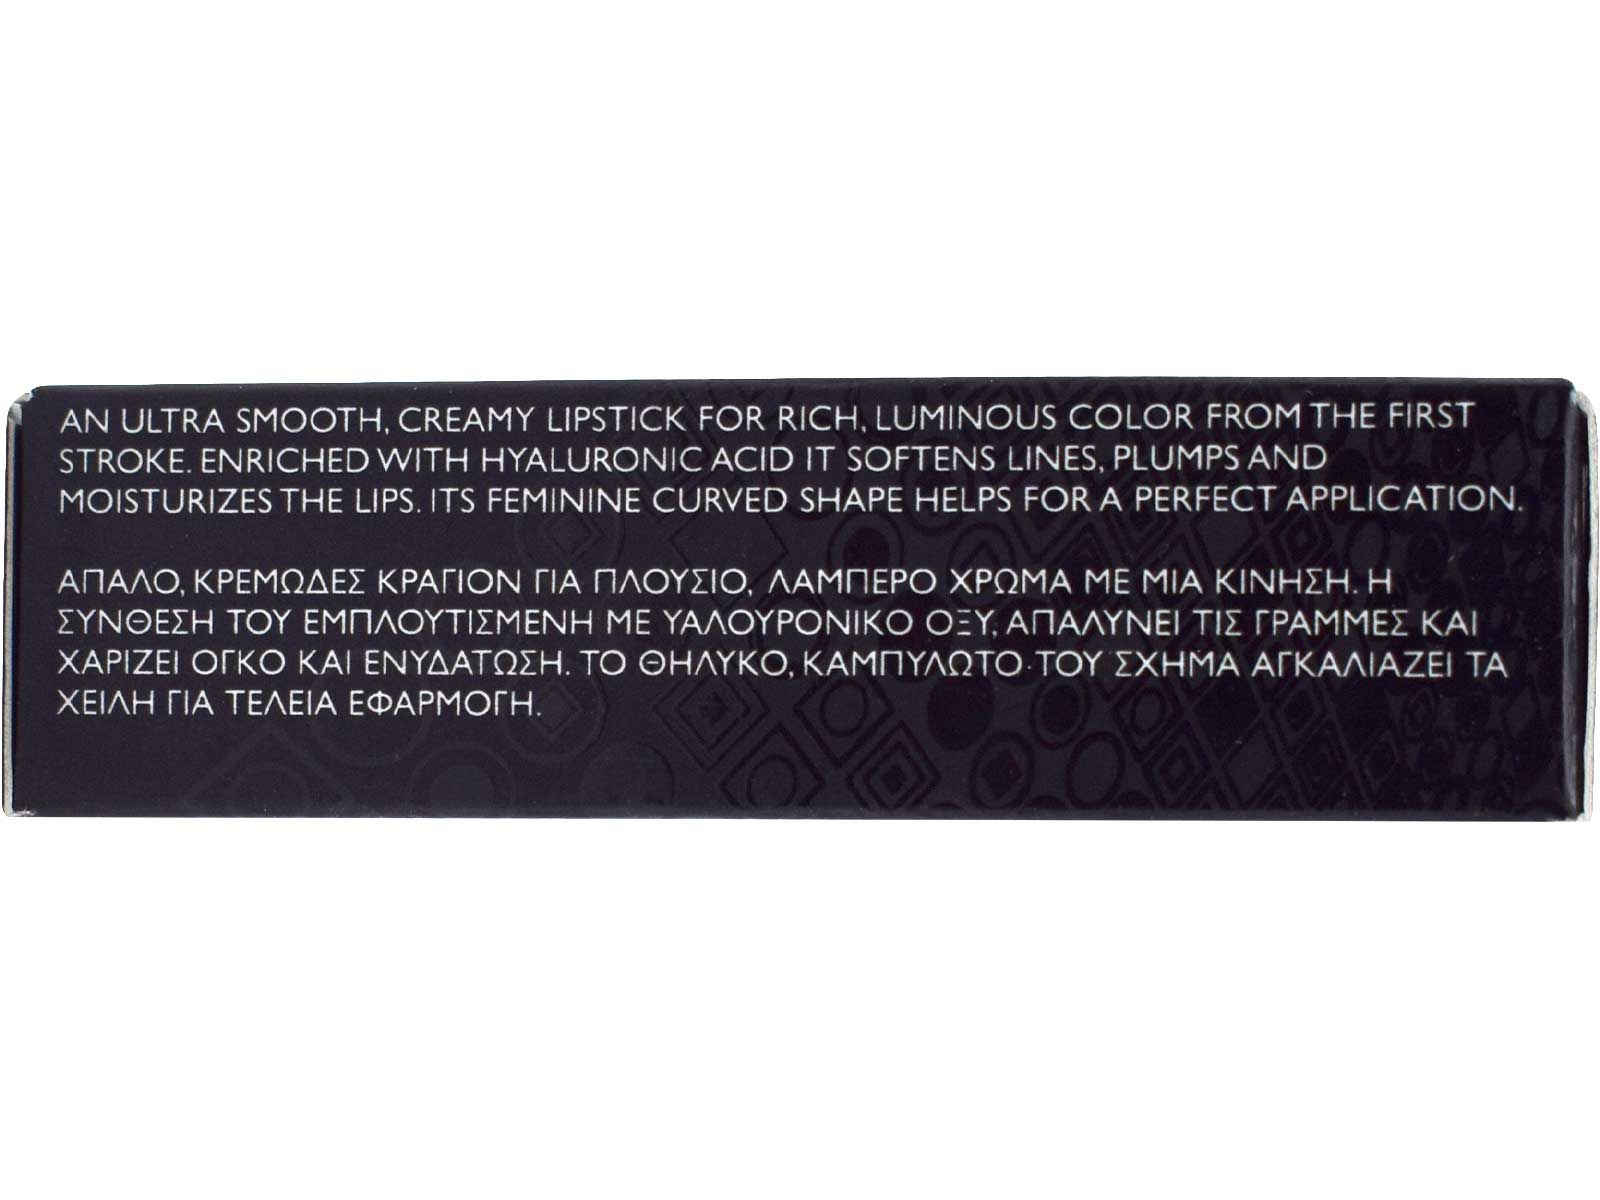 AN ULTRA SMOOTH, CREAMY LIPSTICK FOR RICH, LUMINOUS COLOR FROM THE FIRST
STROKE. ENRICHED WITH HYALURONIC ACID IT SOFTENS LINES, PLUMPS AND
MOISTURIZES THE LIPS. ITS FEMININE CURVED SHAPE HELPS FOR A PERFECT APPLICATION.
ΑΠΑΛΟ, ΚΡΕΜΩΔΕΣ ΚΡΑΓΙΟΝ ΓΙΑ ΠΛΟΥΣΙΟ, ΛΑΜΠΕΡΟ ΧΡΩΜΑ ΜΕ ΜΙΑ ΚΙΝΗΣΗ. Η
ΣΥΝΘΕΣΗ ΤΟΥ ΕΜΠΛΟΥΤΙΣΜΕΝΗ ΜΕ ΥΑΛΟΥΡΟΝΙΚΟ ΟΞΥ, ΑΠΑΛΥΝΕΙ ΤΙΣ ΓΡΑΜΜΕΣ ΚΑΙ
ΧΑΡΙΖΕΙ ΟΓΚΟ ΚΑΙ ΕΝΥΔΑΤΩΣΗ. ΤΟ ΘΗΛΥΚΟ, ΚΑΜΠΥΛΩΤΟ ΤΟΥ ΣΧΗΜΑ ΑΓΚΑΛΙΑΖΕΙ ΤΑ
ΧΕΙΛΗ ΓΙΑ ΤΕΛΕΙΑ ΕΦΑΡΜΟΓΗ.